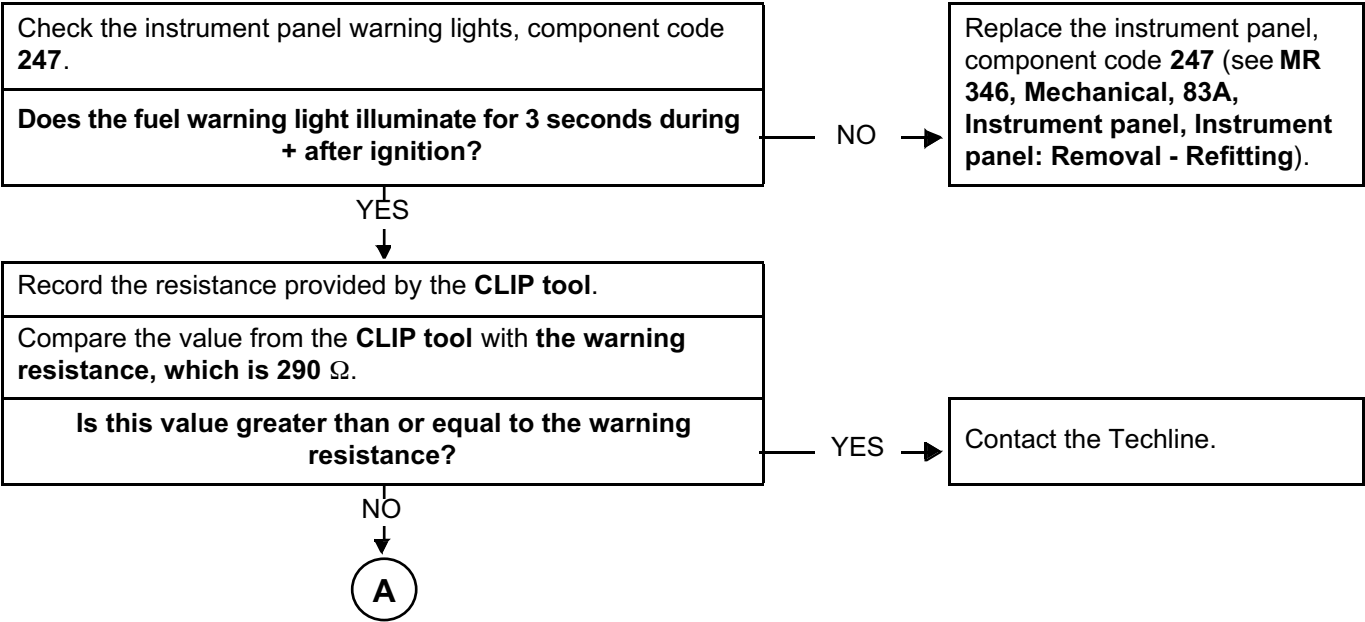 Check the instrument panel warning lights, component code
247.
Does the fuel warning light illuminate for 3 seconds during
+ after ignition?
NO
Replace the instrument panel,
component code 247 (see MR
346, Mechanical, 83A,
Instrument panel, Instrument
panel: Removal - Refitting).
YES
Record the resistance provided by the CLIP tool.
Compare the value from the CLIP tool with the warning
resistance, which is 290 Ω.
Is this value greater than or equal to the warning
resistance?
YES
Contact the Techline.
NO
A